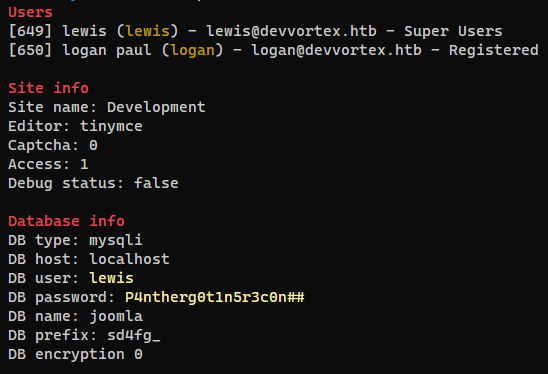 Users
[649] lewis (lewis) - lewis@devvortex.htb - Super Users
[650] logan paul (logan) - logan@devvortex.htb - Registered
Site info
Site name: Development
Editor: tinymce
Captcha: 0
Access: 1
Debug status: false
Database info
DB type: mysqli
DB host: localhost
DB user: lewis
DB password: P4ntherg0t1n5r3c0n##
DB name: joomla
DB prefix: sd4fg_
DB encryption 0